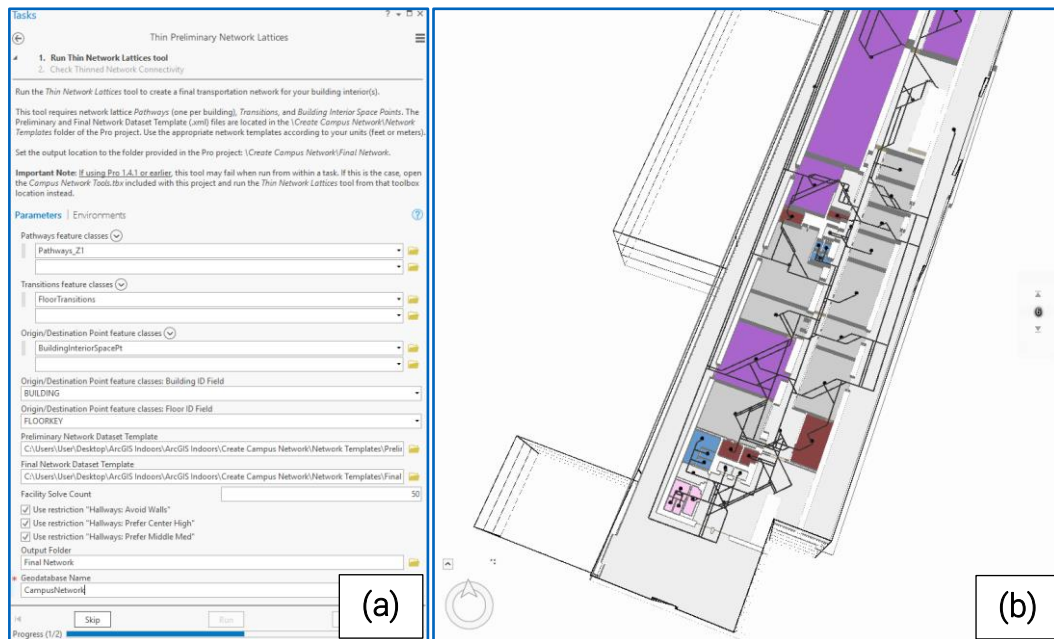 Tasks
Thin Preliminary Network Lattices
1. Run Thin Network Lattices tool
2. Check Thinned Network Connectivity
Run the Thin Network Lattices tool to create a final transportation network for your building interior(s).
This tool requires network lattice Pathways (one per building), Transitions, and Building Interior Space Points. The
Preliminary and Final Network Dataset Template (.xml) files are located in the \Create Campus Network\Network
Templates folder of the Pro project. Use the appropriate network templates according to your units (feet or meters).
Set the output location to the folder provided in the Pro project: \Create Campus Network\Final Network.
Important Note: If using Pro 1.4.1 or earlier, this tool may fail when run from within a task. If this is the case, open
the Campus Network Tools.tbx included with this project and run the Thin Network Lattices tool from that toolbox
location instead.
Parameters | Environments
Pathways feature classes
Pathways_Z1
Transitions feature classes
FloorTransitions
Origin/Destination Point feature classes
BuildingInteriorSpacePt
Origin/Destination Point feature classes: Building ID Field
BUILDING
Origin/Destination Point feature classes: Floor ID Field
FLOORKEY
Preliminary Network Dataset Template
C:\Users\User\Desktop\ArcGIS Indoors\ArcGIS Indoors\Create Campus Network\Network Templates\Preli
Final Network Dataset Template
C:\Users\User\Desktop\ArcGIS Indoors\ArcGIS Indoors\Create Campus Network\Network Templates\Final
Facility Solve Count 50
Use restriction "Hallways: Avoid Walls"
Use restriction "Hallways: Prefer Center High"
Use restriction "Hallways: Prefer Middle Med"
Output Folder
Final Network
* Geodatabase Name
CampusNetwork
Skip Run
Progress (1/2)
(a)
(b)